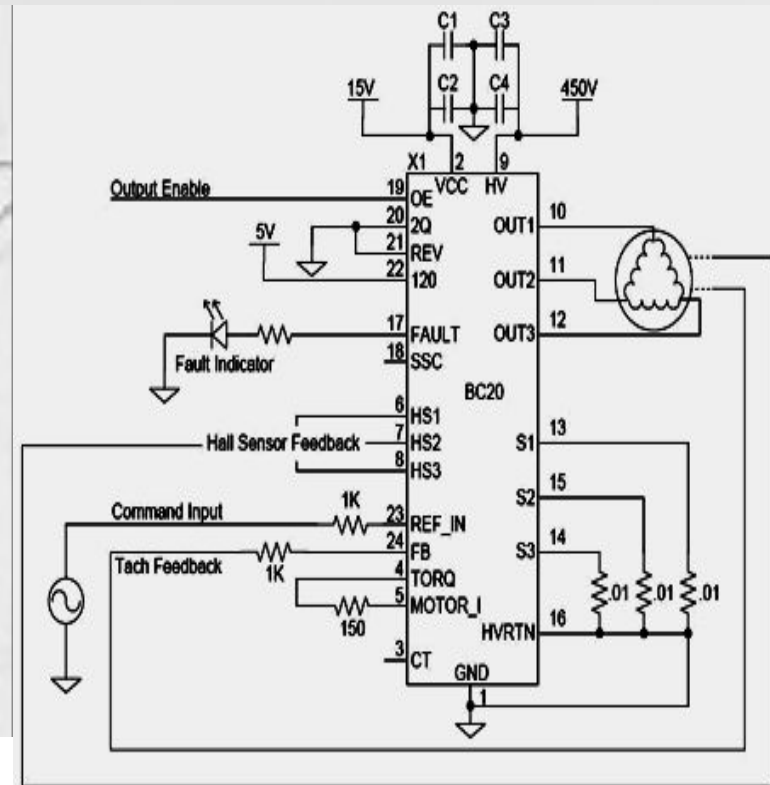 C1 C3
C2 C4
15V 450V
X1 2 9
VCC HV
Output Enable 19 OE
20 2Q OUT1 10
5V 21 REV
22 120 OUT2 11
17 FAULT OUT3 12
Fault Indicator 18 SSC
BC20
6 HS1
Hall Sensor Feedback 7 HS2 S1 13
8 HS3
S2 15
Command Input 1K 23 REF_IN
Tach Feedback 1K 24 FB S3 14
4 TORQ
150 5 MOTOR_I .01 .01 .01
HVRTN 16
3 CT
GND
1